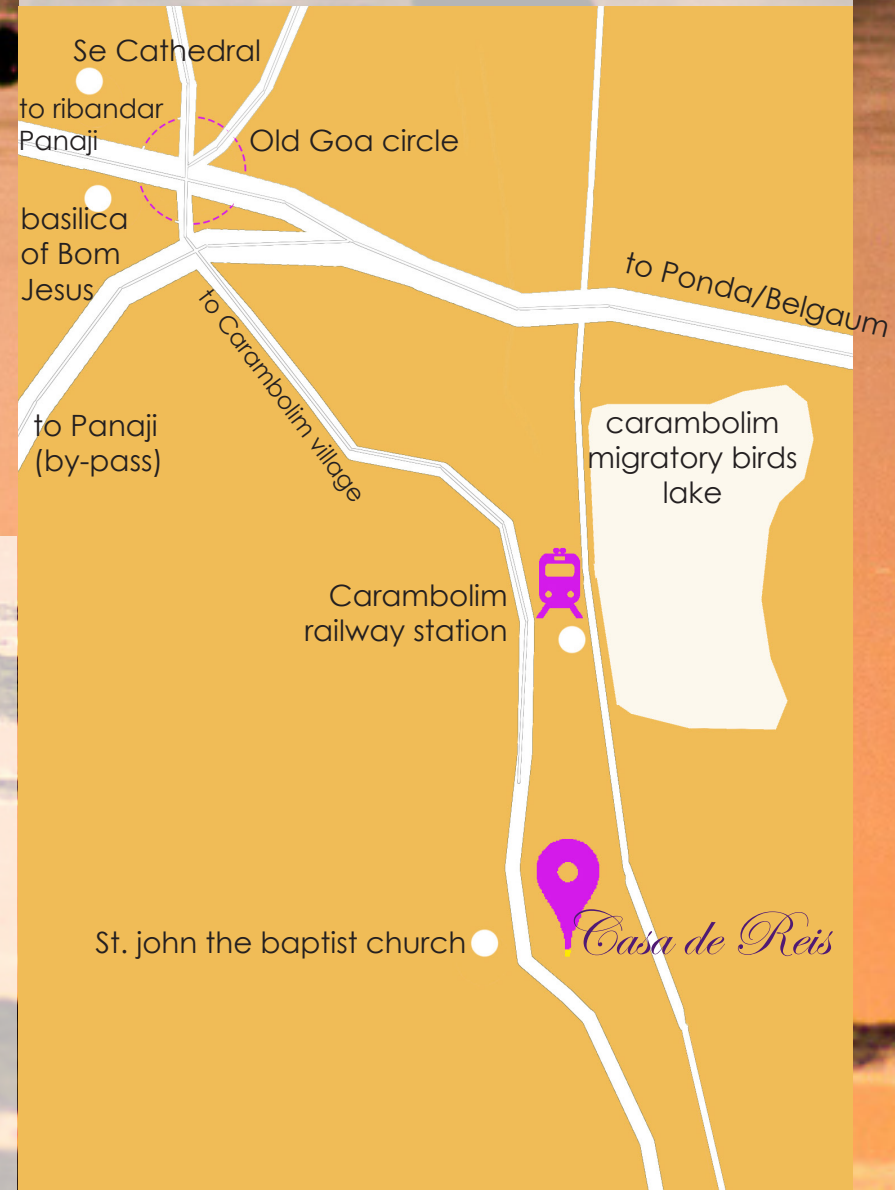 Se Cathedral
to ribandar
Panaji
Old Goa circle
basilica
of Bom
Jesus
to Ponda/Belgaum
to Carambolim village
to Panaji
(by-pass)
carambolim
migratory birds
lake
Carambolim
railway station
St. john the baptist church
Casa de Reis